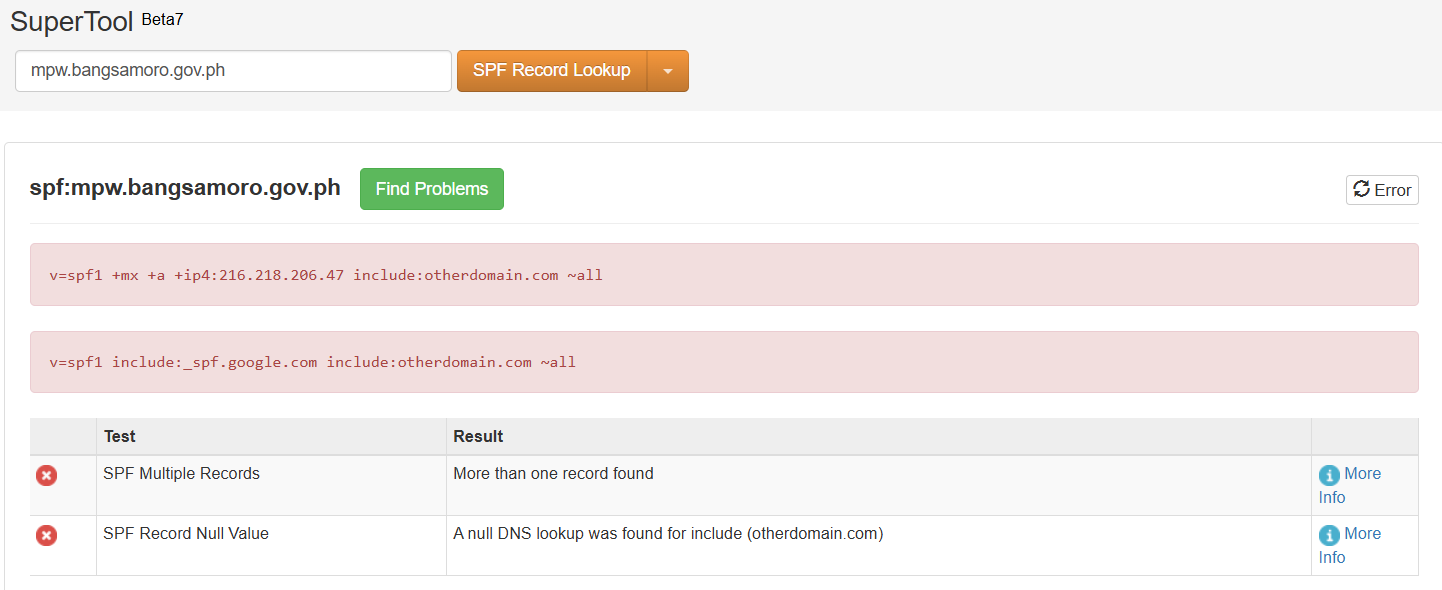 SuperTool Beta7
mpw.bangsamoro.gov.ph
SPF Record Lookup
spf:mpw.bangsamoro.gov.ph
Find Problems
Error
v=spf1 +mx +a +ip4:216.218.206.47 include:otherdomain.com ~all
v=spf1 include:_spf.google.com include:otherdomain.com ~all
Test Result
SPF Multiple Records More than one record found More
Info
SPF Record Null Value A null DNS lookup was found for include (otherdomain.com) More
Info